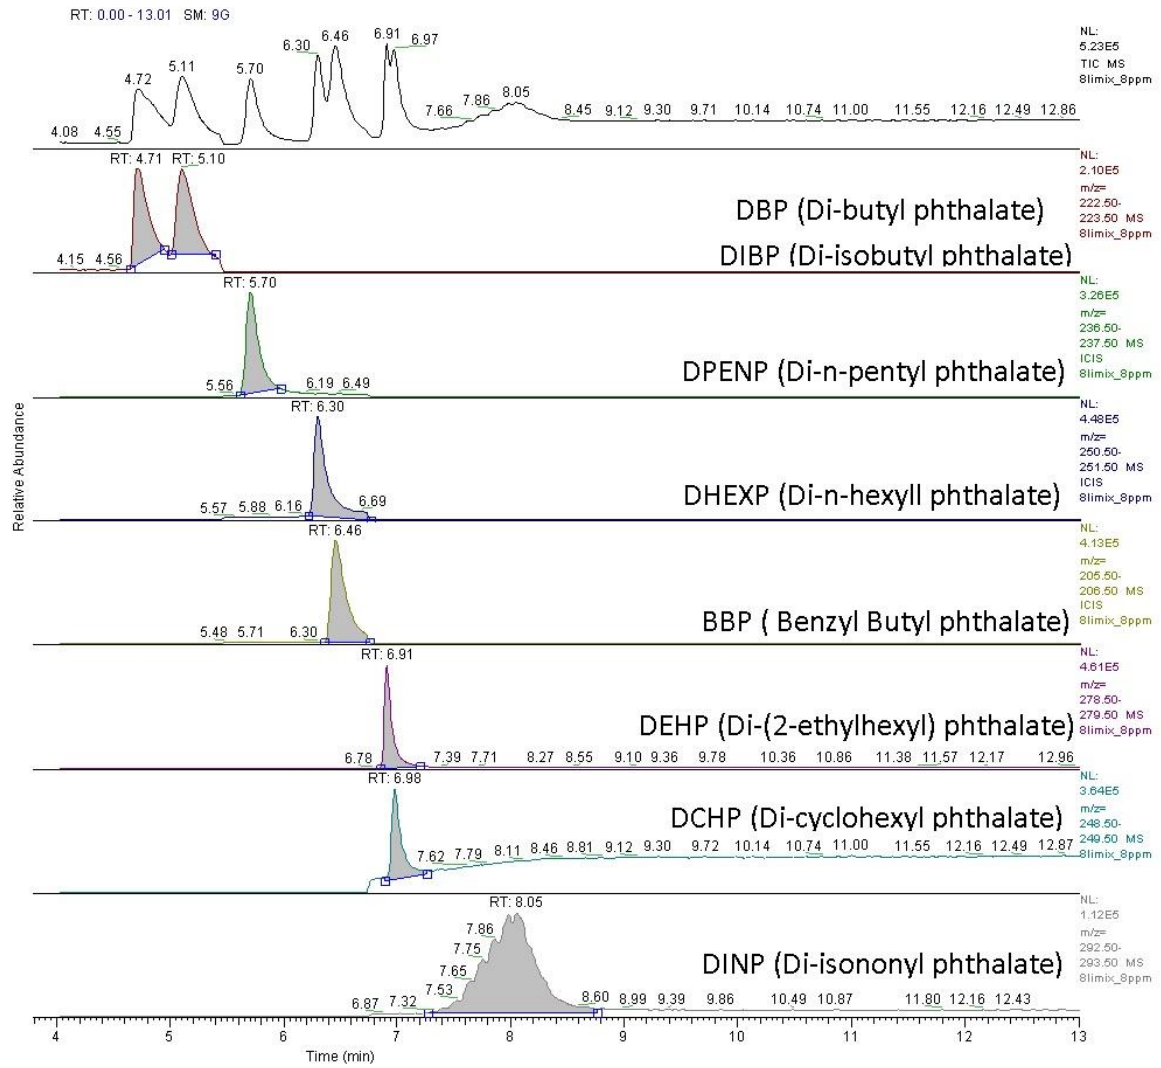 RT: 0.00 - 13.01 SM: 9G
NL:
5.23E5
TIC MS
8limix_8ppm
4.08 4.55 4.72 5.11 5.70 6.30 6.46 6.91 6.97 7.66 7.86 8.05 8.45 9.12 9.30 9.71 10.14 10.74 11.00 11.55 12.16 12.49 12.86
NL:
2.10E5
m/z=
222.50-
223.50 MS
8limix_8ppm
RT: 4.71 RT: 5.10
4.15 4.56
DBP (Di-butyl phthalate)
DIBP (Di-isobutyl phthalate)
NL:
3.26E5
m/z=
236.50-
237.50 MS
ICIS
8limix_8ppm
RT: 5.70
5.56 6.19 6.49
DPENP (Di-n-pentyl phthalate)
NL:
4.48E5
m/z=
250.50-
251.50 MS
ICIS
8limix_8ppm
RT: 6.30
5.57 5.88 6.16 6.69
DHEXP (Di-n-hexyll phthalate)
NL:
4.13E5
m/z=
205.50-
206.50 MS
ICIS
8limix_8ppm
RT: 6.46
5.48 5.71 6.30
BBP ( Benzyl Butyl phthalate)
NL:
4.61E5
m/z=
278.50-
279.50 MS
8limix_8ppm
RT: 6.91
DEHP (Di-(2-ethylhexyl) phthalate)
6.78 7.39 7.71 8.27 8.55 9.10 9.36 9.78 10.36 10.86 11.38 11.57 12.17 12.96
NL:
3.64E5
m/z=
248.50-
249.50 MS
8limix_8ppm
RT: 6.98
DCHP (Di-cyclohexyl phthalate)
7.62 7.79 8.11 8.46 8.81 9.12 9.30 9.72 10.14 10.74 11.00 11.55 12.16 12.49 12.87
NL:
1.12E5
m/z=
292.50-
293.50 MS
8limix_8ppm
RT: 8.05
7.86
7.75
7.65
7.53
DINP (Di-isononyl phthalate)
6.87 7.32 8.60 8.99 9.39 9.86 10.49 10.87 11.80 12.16 12.43
Relative Abundance
4 5 6 7 8 9 10 11 12 13
Time (min)